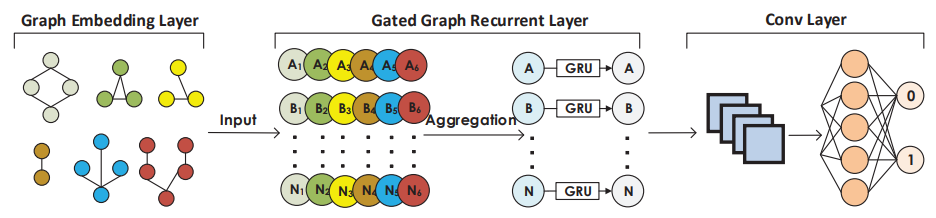 Graph Embedding Layer
Gated Graph Recurrent Layer
Conv Layer
A1 A2 A3 A4 A5 A6
A GRU A
B1 B2 B3 B4 B5 B6
B GRU B
Input
Aggregation
N1 N2 N3 N4 N5 N6
N GRU N
0
1